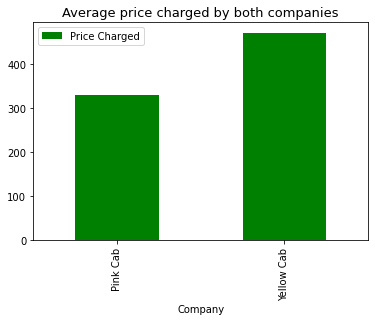 Average price charged by both companies
Price Charged
400
300
200
100
0
Pink Cab
Yellow Cab
Company